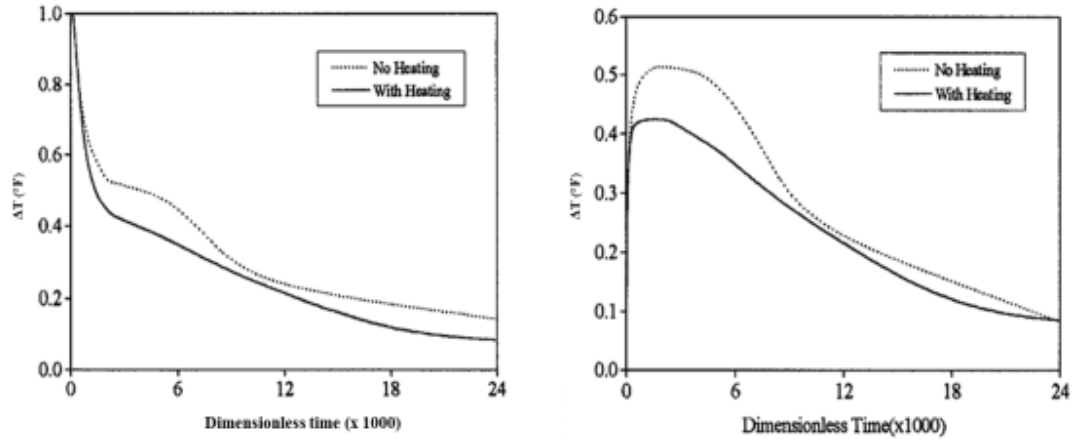 1.0
0.8
0.6
0.4
0.2
0.0
ΔT (°F)
No Heating
With Heating
0 6 12 18 24
Dimensionless time (x 1000)
0.6
0.5
0.4
0.3
0.2
0.1
0.0
ΔT (°F)
No Heating
With Heating
0 6 12 18 24
Dimensionless Time(x1000)